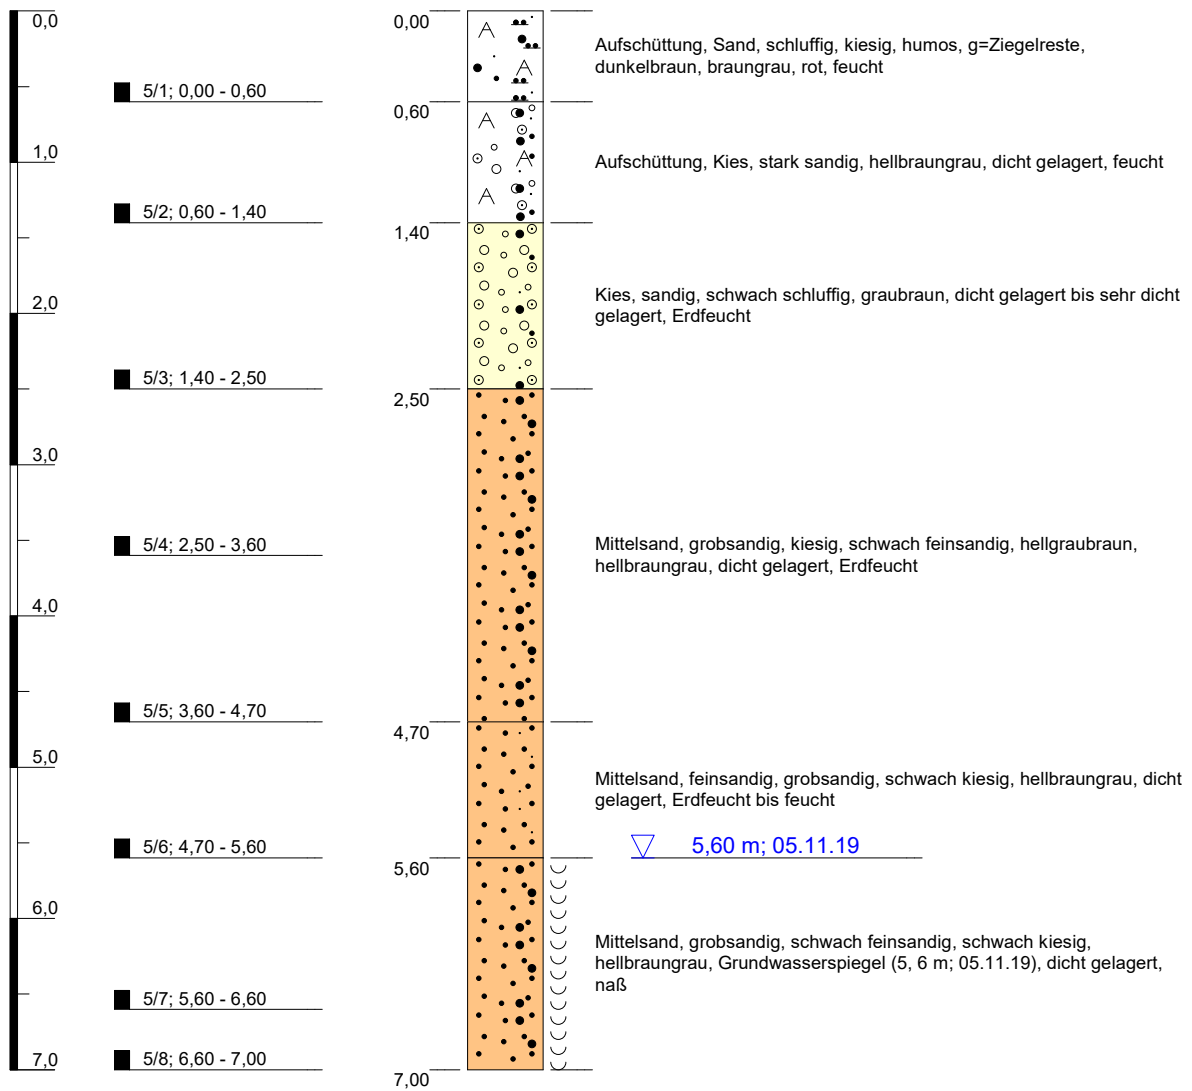 0,0
0,00
Aufschüttung, Sand, schluffig, kiesig, humos, g=Ziegelreste,
dunkelbraun, braungrau, rot, feucht
5/1; 0,00 - 0,60
0,60
1,0
Aufschüttung, Kies, stark sandig, hellbraungrau, dicht gelagert, feucht
5/2; 0,60 - 1,40
1,40
2,0
Kies, sandig, schwach schluffig, graubraun, dicht gelagert bis sehr dicht
gelagert, Erdfeucht
5/3; 1,40 - 2,50
2,50
3,0
5/4; 2,50 - 3,60
Mittelsand, grobsandig, kiesig, schwach feinsandig, hellgraubraun,
hellbraungrau, dicht gelagert, Erdfeucht
4,0
5/5; 3,60 - 4,70
4,70
5,0
Mittelsand, feinsandig, grobsandig, schwach kiesig, hellbraungrau, dicht
gelagert, Erdfeucht bis feucht
5/6; 4,70 - 5,60
5,60 m; 05.11.19
5,60
6,0
Mittelsand, grobsandig, schwach feinsandig, schwach kiesig,
hellbraungrau, Grundwasserspiegel (5, 6 m; 05.11.19), dicht gelagert,
naß
5/7; 5,60 - 6,60
7,0
5/8; 6,60 - 7,00
7,00